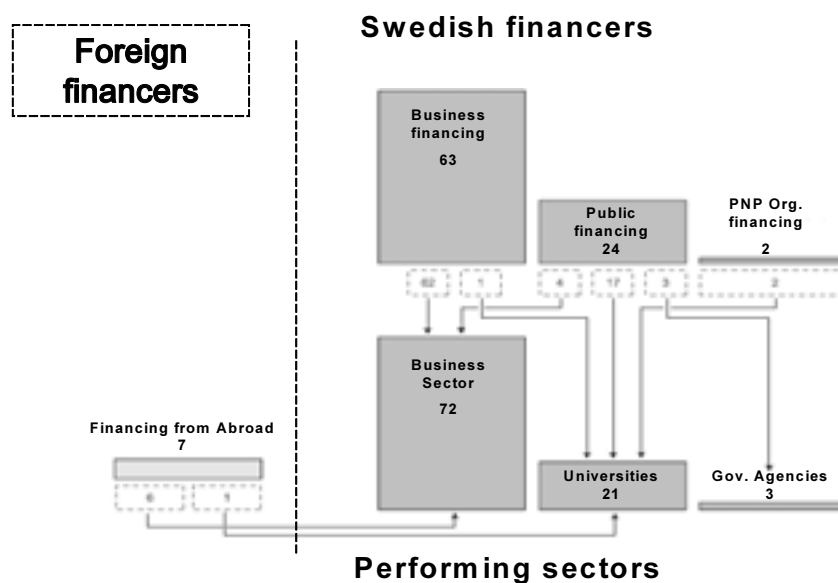 Swedish financers
Foreign
financers
Business
financing
63
Public
financing
24
PNP Org.
financing
2
62 1 4 17 3 2
Business
Sector
72
Financing from Abroad
7
6 1
Universities
21
Gov. Agencies
3
Performing sectors